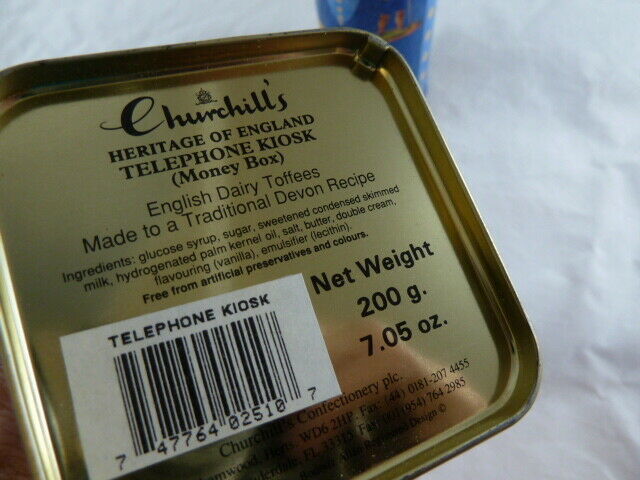 Churchill's
HERITAGE OF ENGLAND
TELEPHONE KIOSK
(Money Box)
English Dairy Toffees
Made to a Traditional Devon Recipe
Ingredients: glucose syrup, sugar, sweetened condensed skimmed
milk, hydrogenated palm kernel oil, salt, butter, double cream,
flavouring (vanilla), emulsifier (lecithin).
Free from artificial preservatives and colours.
Net Weight
200 g.
7.05 oz.
TELEPHONE KIOSK
7 47764 02510 7
Churchill's Confectionery plc.
WD6 2HP. Fax: (44) 0181-207 4455
FL 33315. Fax: 001 (954) 764 2985
Design ©